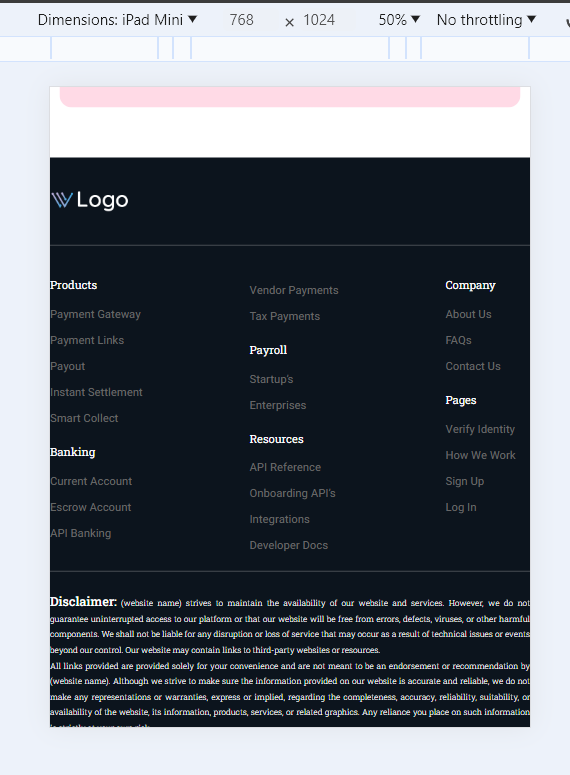 Dimensions: iPad Mini ▼ 768 × 1024 50% ▼ No throttling ▼
Logo
Products
Payment Gateway
Payment Links
Payout
Instant Settlement
Smart Collect
Banking
Current Account
Escrow Account
API Banking
Vendor Payments
Tax Payments
Payroll
Startup's
Enterprises
Resources
API Reference
Onboarding API's
Integrations
Developer Docs
Company
About Us
FAQs
Contact Us
Pages
Verify Identity
How We Work
Sign Up
Log In
Disclaimer: (website name) strives to maintain the availability of our website and services. However, we do not
guarantee uninterrupted access to our platform or that our website will be free from errors, defects, viruses, or other harmful
components. We shall not be liable for any disruption or loss of service that may occur as a result of technical issues or events
beyond our control. Our website may contain links to third-party websites or resources.
All links provided are provided solely for your convenience and are not meant to be an endorsement or recommendation by
(website name). Although we strive to make sure the information provided on our website is accurate and reliable, we do not
make any representations or warranties, express or implied, regarding the completeness, accuracy, reliability, suitability, or
availability of the website, its information, products, services, or related graphics. Any reliance you place on such information